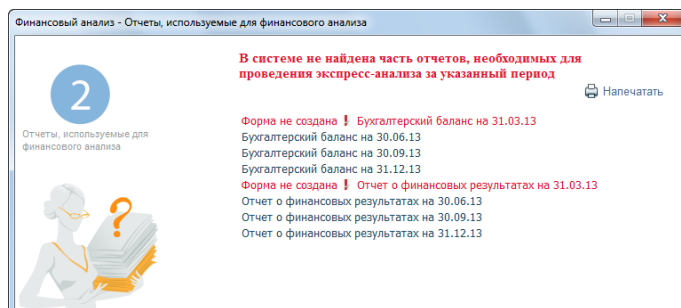 Финансовый анализ - Отчеты, используемые для финансового анализа
В системе не найдена часть отчетов, необходимых для
проведения экспресс-анализа за указанный период
Напечатать
2
Отчеты, используемые для
финансового анализа
Форма не создана ! Бухгалтерский баланс на 31.03.13
Бухгалтерский баланс на 30.06.13
Бухгалтерский баланс на 30.09.13
Бухгалтерский баланс на 31.12.13
Форма не создана ! Отчет о финансовых результатах на 31.03.13
Отчет о финансовых результатах на 30.06.13
Отчет о финансовых результатах на 30.09.13
Отчет о финансовых результатах на 31.12.13
?